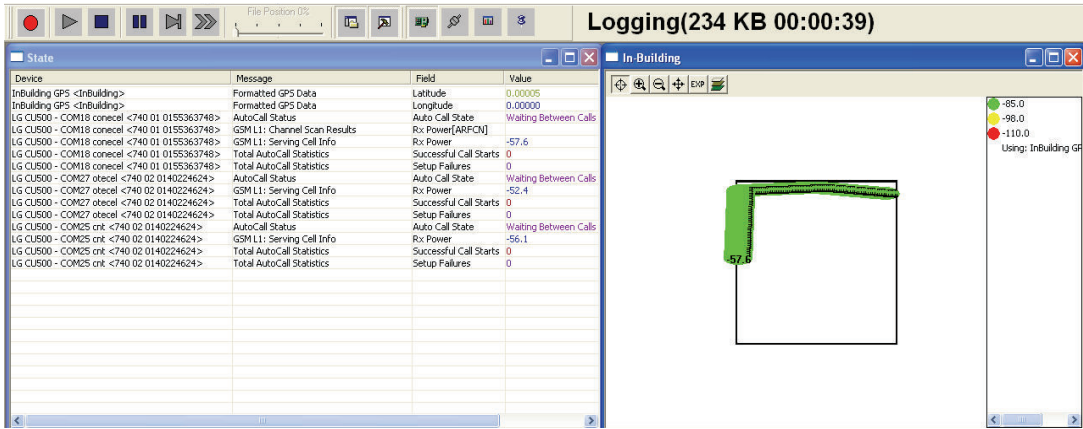 File Position 0%
Logging(234 KB 00:00:39)
State
Device Message Field Value
InBuilding GPS <InBuilding> Formatted GPS Data Latitude 0.00005
InBuilding GPS <InBuilding> Formatted GPS Data Longitude 0.00000
LG CU500 - COM18 conecel <740 01 0155363748> AutoCall Status Auto Call State Waiting Between Calls
LG CU500 - COM18 conecel <740 01 0155363748> GSM L1: Channel Scan Results Rx Power[ARFCN]
LG CU500 - COM18 conecel <740 01 0155363748> GSM L1: Serving Cell Info Rx Power -57.6
LG CU500 - COM18 conecel <740 01 0155363748> Total AutoCall Statistics Successful Call Starts 0
LG CU500 - COM18 conecel <740 01 0155363748> Total AutoCall Statistics Setup Failures 0
LG CU500 - COM27 otecel <740 02 0140224624> AutoCall Status Auto Call State Waiting Between Calls
LG CU500 - COM27 otecel <740 02 0140224624> GSM L1: Serving Cell Info Rx Power -52.4
LG CU500 - COM27 otecel <740 02 0140224624> Total AutoCall Statistics Successful Call Starts 0
LG CU500 - COM27 otecel <740 02 0140224624> Total AutoCall Statistics Setup Failures 0
LG CU500 - COM25 cnt <740 02 0140224624> AutoCall Status Auto Call State Waiting Between Calls
LG CU500 - COM25 cnt <740 02 0140224624> GSM L1: Serving Cell Info Rx Power -56.1
LG CU500 - COM25 cnt <740 02 0140224624> Total AutoCall Statistics Successful Call Starts 0
LG CU500 - COM25 cnt <740 02 0140224624> Total AutoCall Statistics Setup Failures 0
In-Building
EXP
-85.0
-98.0
-110.0
Using: InBuilding GP
-57.6